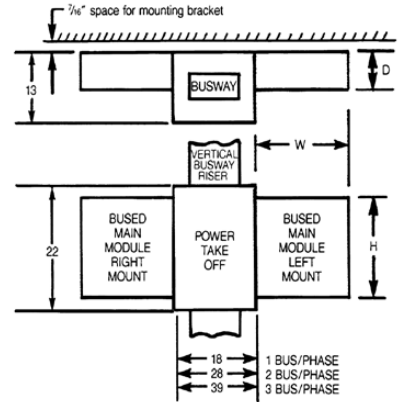 7/16" space for mounting bracket
D
13
BUSWAY
W
VERTICAL
BUSWAY
RISER
22
BUSED
MAIN
MODULE
RIGHT
MOUNT
POWER
TAKE
OFF
BUSED
MAIN
MODULE
LEFT
MOUNT
H
18 1 BUS/PHASE
28 2 BUS/PHASE
39 3 BUS/PHASE